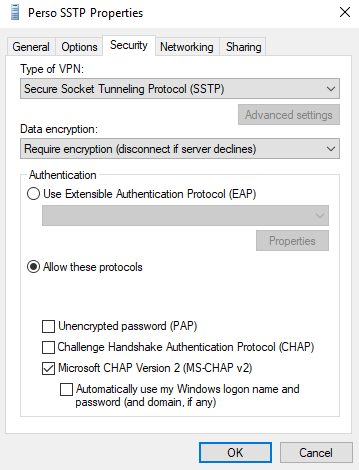 Perso SSTP Properties
General Options Security Networking Sharing
Type of VPN:
Secure Socket Tunneling Protocol (SSTP)
Advanced settings
Data encryption:
Require encryption (disconnect if server declines)
Authentication
Use Extensible Authentication Protocol (EAP)
Properties
Allow these protocols
Unencrypted password (PAP)
Challenge Handshake Authentication Protocol (CHAP)
Microsoft CHAP Version 2 (MS-CHAP v2)
Automatically use my Windows logon name and
password (and domain, if any)
OK Cancel